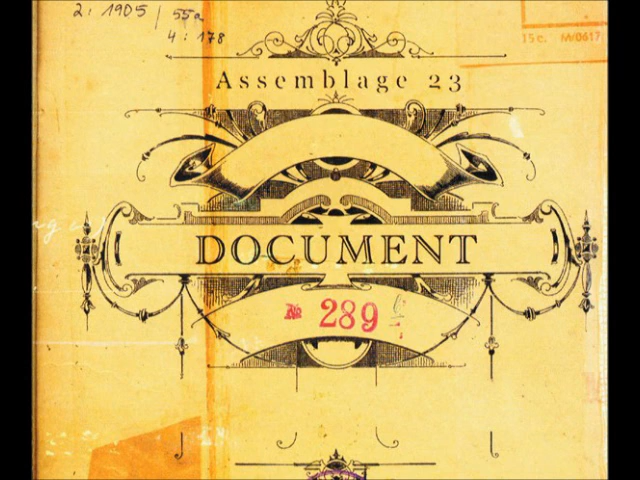 2: 1905 / 55a
4: 178
15c. M/0617
Assemblage 23
DOCUMENT
№ 289